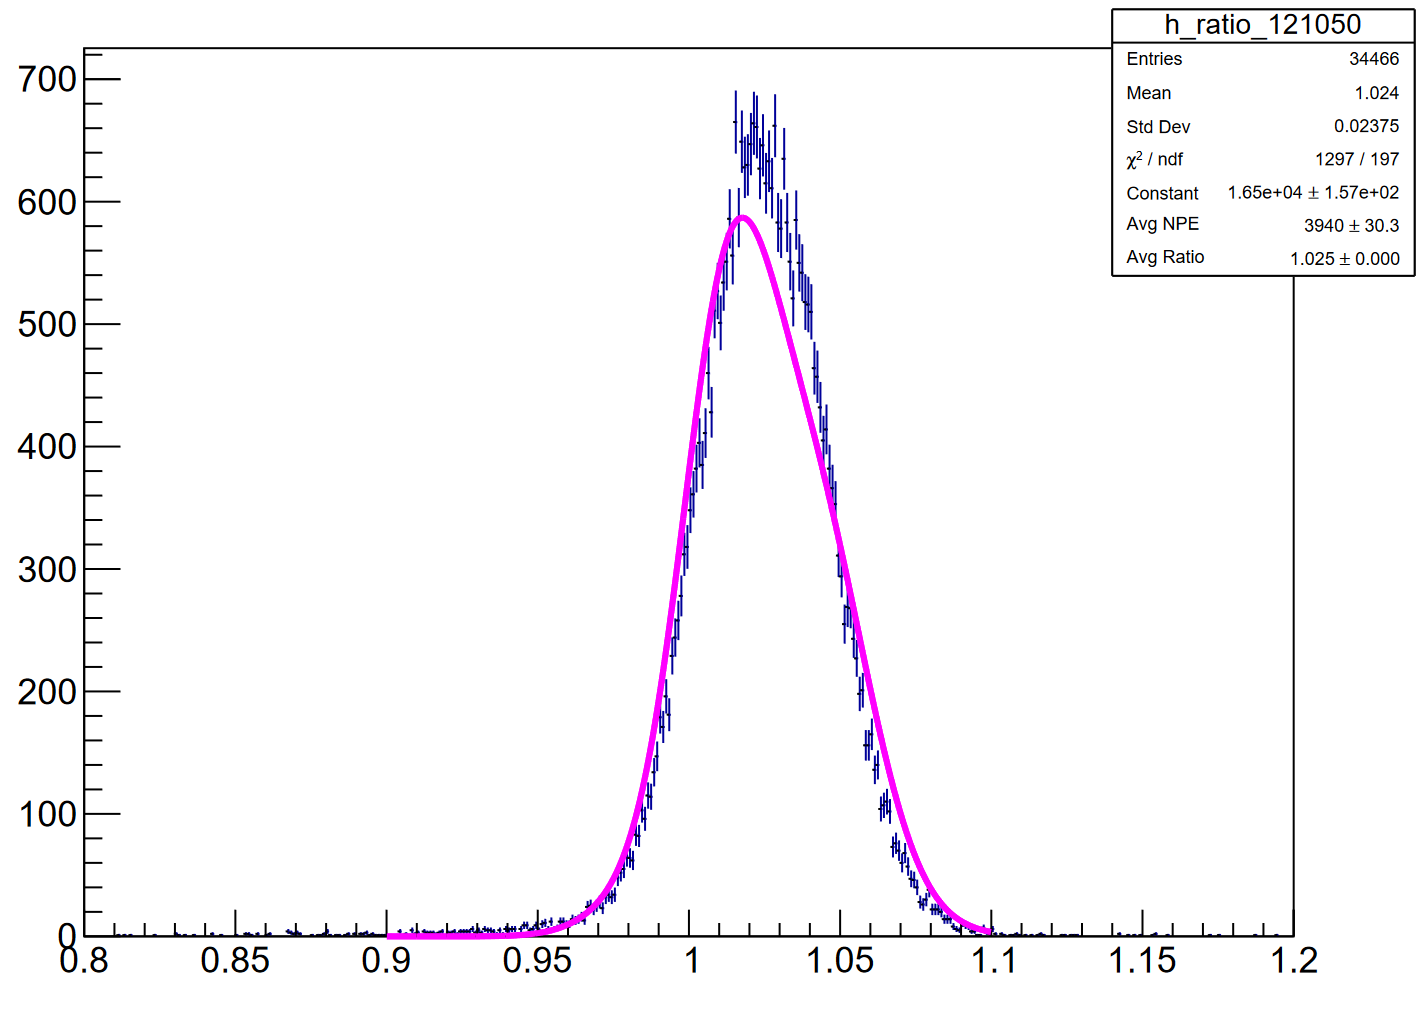 h_ratio_121050
Entries 34466
Mean 1.024
Std Dev 0.02375
χ² / ndf 1297 / 197
Constant 1.65e+04 ± 1.57e+02
Avg NPE 3940 ± 30.3
Avg Ratio 1.025 ± 0.000
700
600
500
400
300
200
100
0
0.8 0.85 0.9 0.95 1 1.05 1.1 1.15 1.2